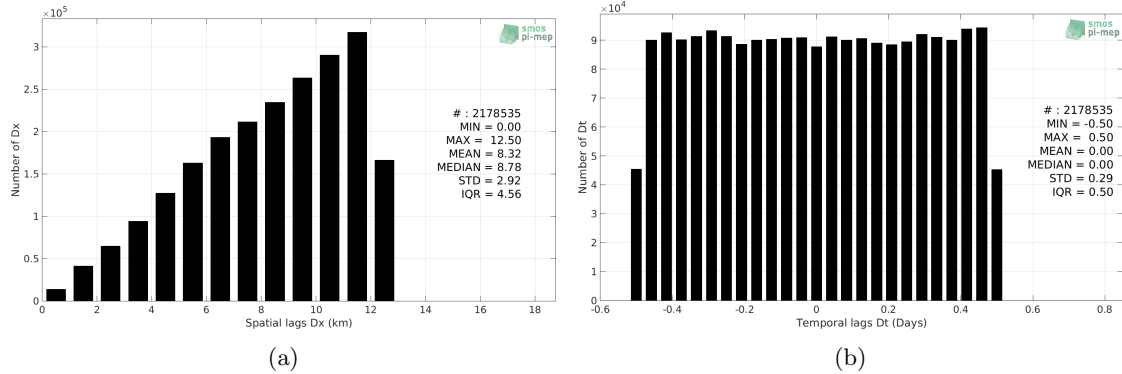 ×10^5
3
2.5
2
1.5
1
0.5
0
Number of Dx
smos
pi-mep
# : 2178535
MIN = 0.00
MAX =  12.50
MEAN = 8.32
MEDIAN = 8.78
STD = 2.92
IQR = 4.56
0 2 4 6 8 10 12 14 16 18
Spatial lags Dx (km)
(a)
×10^4
10
9
8
7
6
5
4
3
2
1
0
Number of Dt
smos
pi-mep
# : 2178535
MIN = -0.50
MAX =  0.50
MEAN = 0.00
MEDIAN = 0.00
STD = 0.29
IQR = 0.50
-0.6 -0.4 -0.2 0 0.2 0.4 0.6 0.8
Temporal lags Dt (Days)
(b)